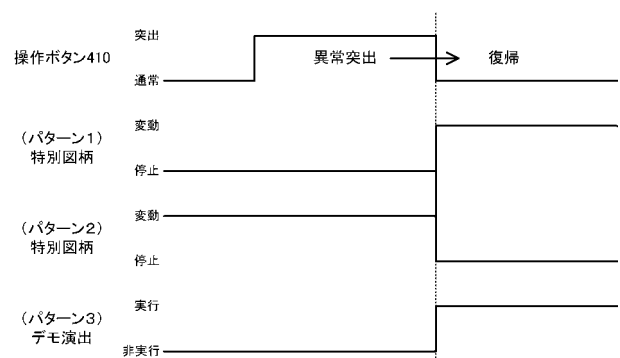 突出
操作ボタン410
異常突出
復帰
通常
変動
(パターン1)
特別図柄
停止
変動
(パターン2)
特別図柄
停止
実行
(パターン3)
デモ演出
非実行